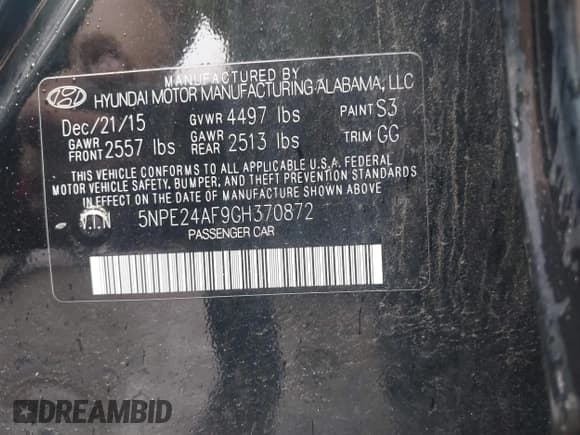 MANUFACTURED BY
HYUNDAI MOTOR MANUFACTURING ALABAMA, LLC
Dec/21/15 GVWR 4497 lbs PAINT S3
GAWR FRONT 2557 lbs GAWR REAR 2513 lbs TRIM GG
THIS VEHICLE CONFORMS TO ALL APPLICABLE U.S.A. FEDERAL
MOTOR VEHICLE SAFETY, BUMPER, AND THEFT PREVENTION STANDARDS
IN EFFECT ON THE DATE OF MANUFACTURE SHOWN ABOVE
V.I.N 5NPE24AF9GH370872
PASSENGER CAR
DREAMBID